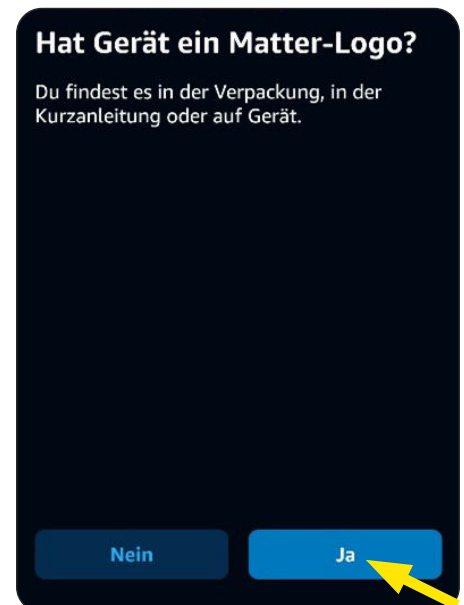 Hat Gerät ein Matter-Logo?
Du findest es in der Verpackung, in der
Kurzanleitung oder auf Gerät.
Nein
Ja